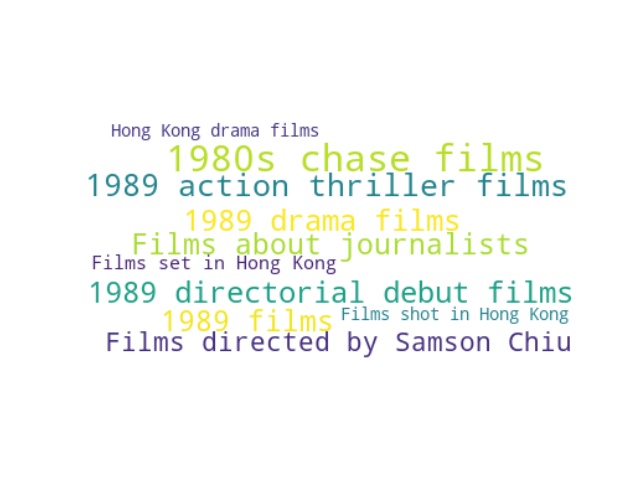 Hong Kong drama films
1980s chase films
1989 action thriller films
1989 drama films
Films about journalists
Films set in Hong Kong
1989 directorial debut films
Films shot in Hong Kong
1989 films
Films directed by Samson Chiu